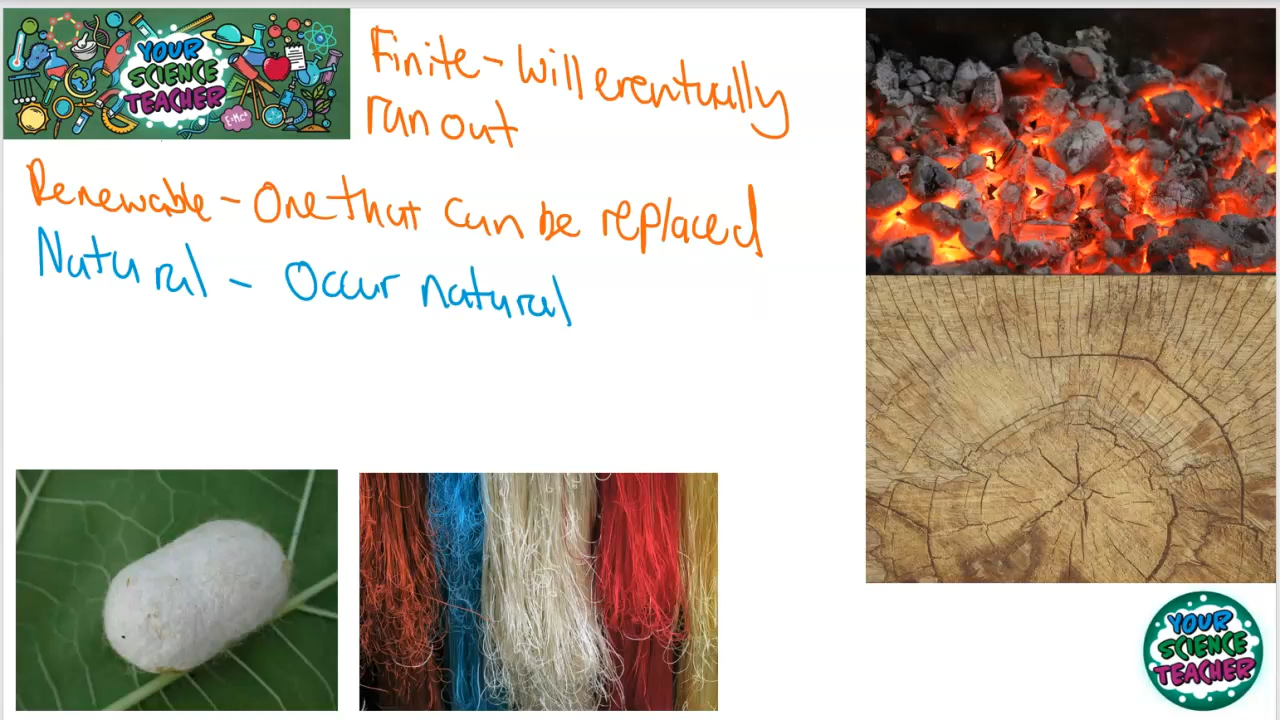 YOUR
SCIENCE
TEACHER
E=MC²
Finite - Will eventually
run out
Renewable - One that can be replaced
Natural - Occur natural
YOUR
SCIENCE
TEACHER